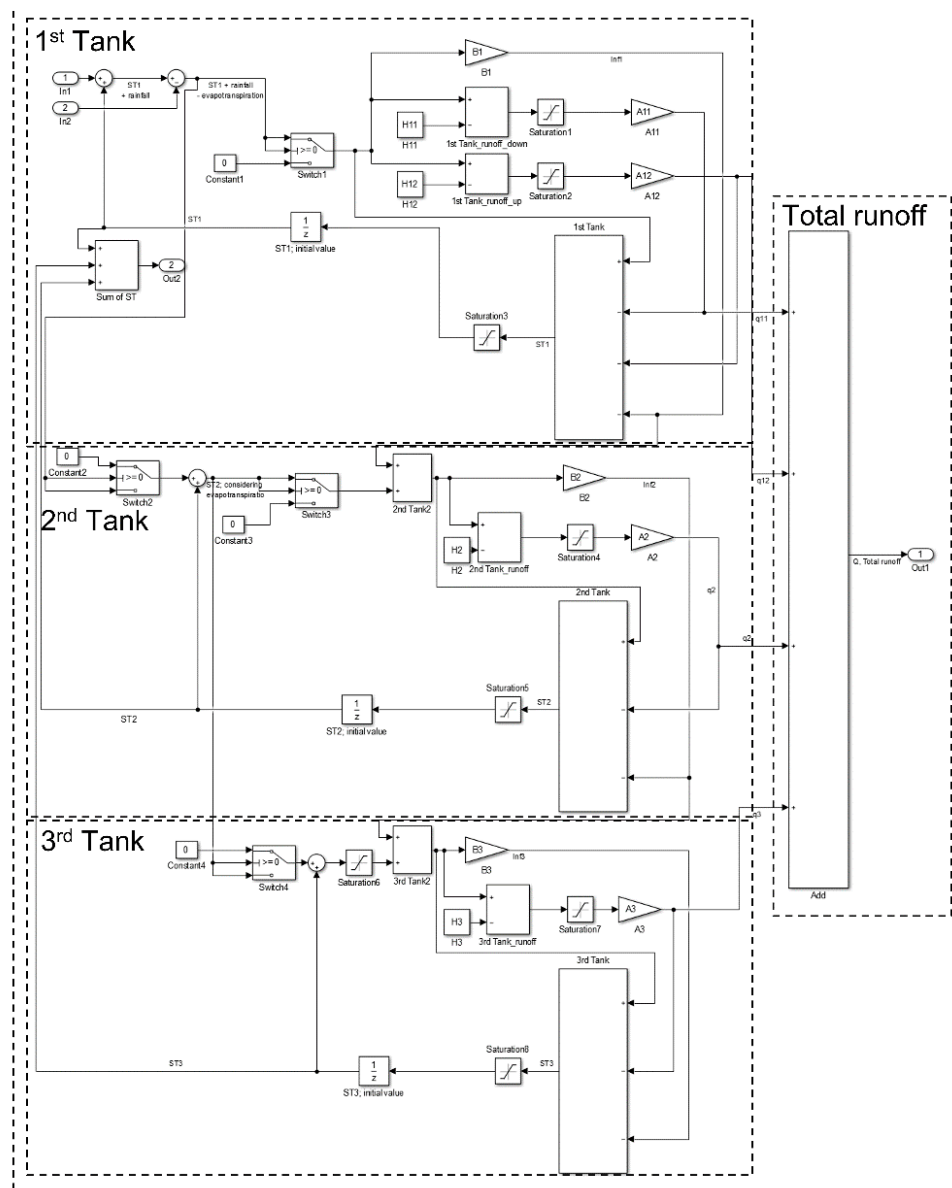 1st Tank
B1
B1
Inf1
1
In1
2
In2
ST1
+ rainfall
ST1 + rainfall
- evapotranspiration
0
Constant1
>= 0
Switch1
H11
H11
1st Tank_runoff_down
Saturation1
A11
A11
H12
H12
1st Tank_runoff_up
Saturation2
A12
A12
ST1
1
z
ST1; initial value
1st Tank
Sum of ST
2
Out2
Saturation3
ST1
Total runoff
q11
q12
q2
q3
Add
Q, Total runoff
1
Out1
2nd Tank
0
Constant2
>= 0
Switch2
ST2; considering
evapotranspiratio
0
Constant3
>= 0
Switch3
2nd Tank2
B2
B2
Inf2
H2
H2
2nd Tank_runoff
Saturation4
A2
A2
q2
2nd Tank
Saturation5
ST2
ST2
1
z
ST2; initial value
3rd Tank
0
Constant4
>= 0
Switch4
Saturation6
3rd Tank2
B3
B3
Inf3
H3
H3
3rd Tank_runoff
Saturation7
A3
A3
3rd Tank
Saturation8
ST3
ST3
1
z
ST3; initial value